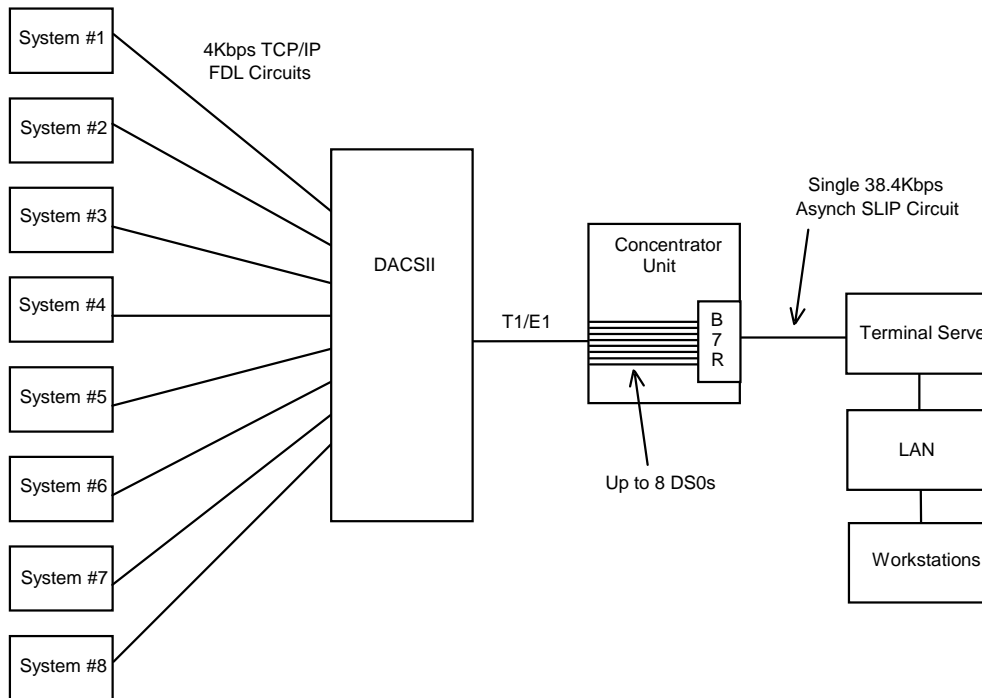 System #1
System #2
System #3
System #4
System #5
System #6
System #7
System #8
4Kbps TCP/IP
FDL Circuits
DACSII
T1/E1
Concentrator
Unit
B
7
R
Up to 8 DS0s
Single 38.4Kbps
Asynch SLIP Circuit
Terminal Serve
LAN
Workstations